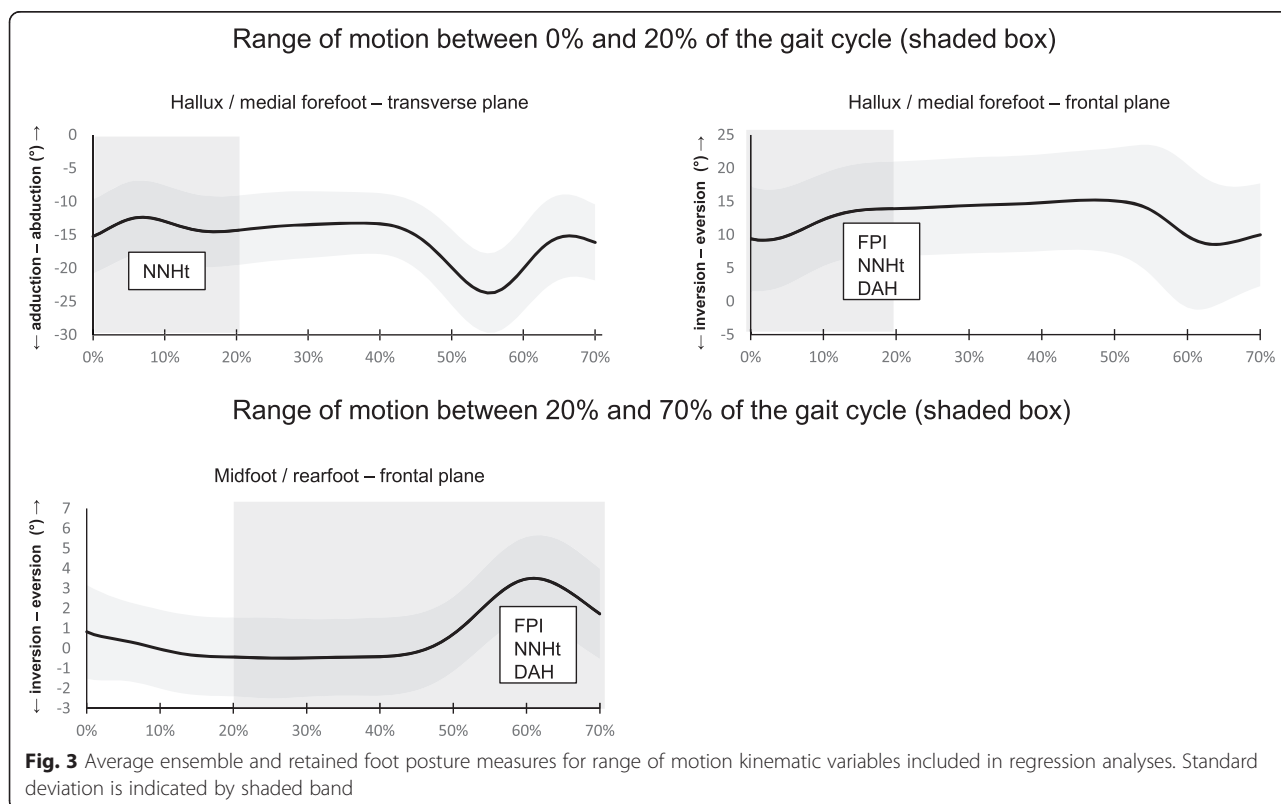 Range of motion between 0% and 20% of the gait cycle (shaded box)
Hallux / medial forefoot – transverse plane
← adduction – abduction (°) →
0
-5
-10
-15
-20
-25
-30
NNHt
0% 10% 20% 30% 40% 50% 60% 70%
Hallux / medial forefoot – frontal plane
← inversion – eversion (°) →
25
20
15
10
5
0
-5
FPI
NNHt
DAH
0% 10% 20% 30% 40% 50% 60% 70%
Range of motion between 20% and 70% of the gait cycle (shaded box)
Midfoot / rearfoot – frontal plane
← inversion – eversion (°) →
7
6
5
4
3
2
1
0
-1
-2
-3
FPI
NNHt
DAH
0% 10% 20% 30% 40% 50% 60% 70%
Fig. 3 Average ensemble and retained foot posture measures for range of motion kinematic variables included in regression analyses. Standard
deviation is indicated by shaded band